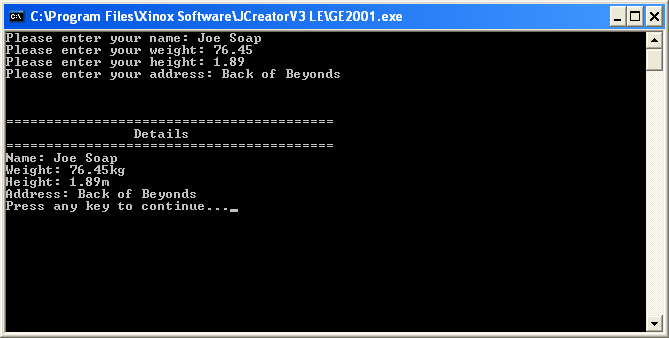 C:\Program Files\Xinox Software\JCreatorV3 LE\GE2001.exe
Please enter your name: Joe Soap
Please enter your weight: 76.45
Please enter your height: 1.89
Please enter your address: Back of Beyonds
=========================================
Details
=========================================
Name: Joe Soap
Weight: 76.45kg
Height: 1.89m
Address: Back of Beyonds
Press any key to continue..._